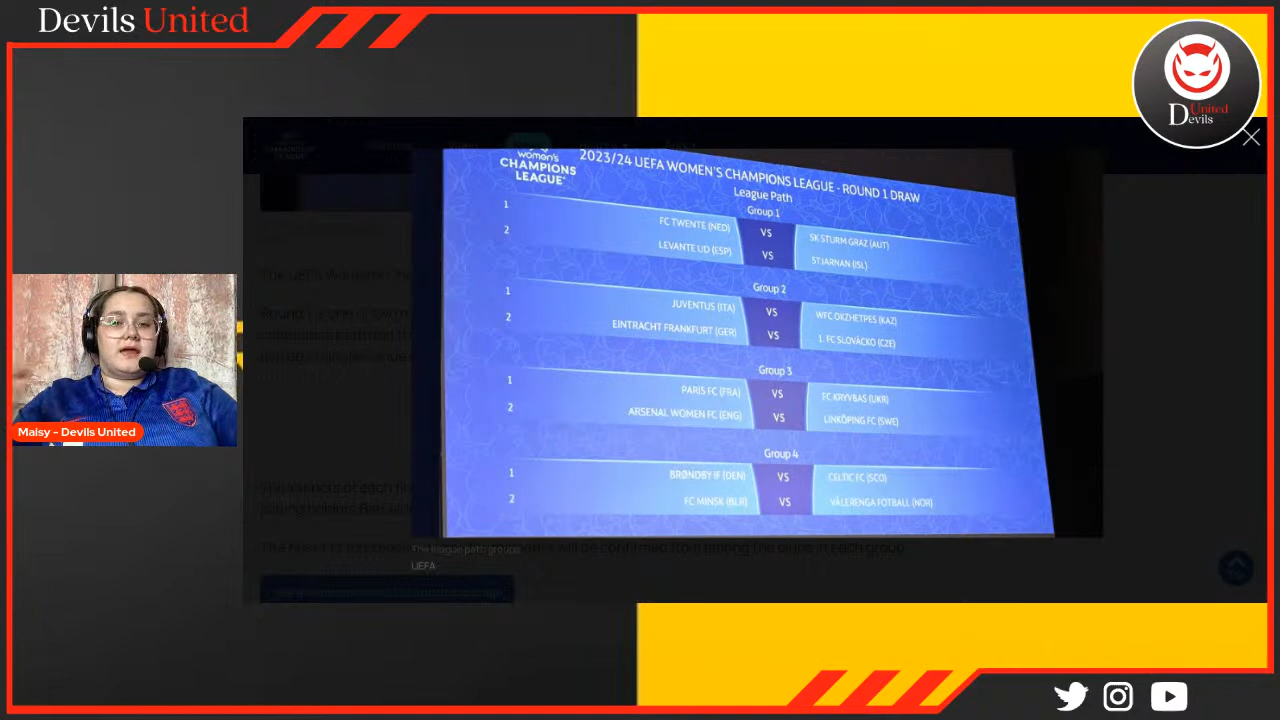 Devils United
United
Devils
women's
CHAMPIONS
LEAGUE
2023/24 UEFA WOMEN'S CHAMPIONS LEAGUE - ROUND 1 DRAW
League Path
Group 1
1 FC TWENTE (NED) VS SK STURM GRAZ (AUT)
2 LEVANTE UD (ESP) VS STJARNAN (ISL)
Group 2
1 JUVENTUS (ITA) VS WFC OKZHETPES (KAZ)
2 EINTRACHT FRANKFURT (GER) VS 1. FC SLOVÁCKO (CZE)
Group 3
1 PARIS FC (FRA) VS FC KRYVBAS (UKR)
2 ARSENAL WOMEN FC (ENG) VS LINKÖPING FC (SWE)
Group 4
1 BRØNDBY IF (DEN) VS CELTIC FC (SCO)
2 FC MINSK (BLR) VS VÅLERENGA FOTBALL (NOR)
The league path groups
UEFA
Maisy - Devils United